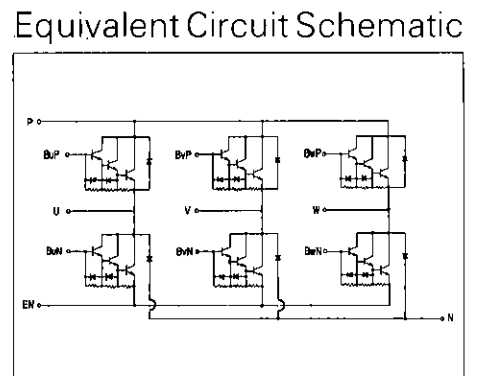 Equivalent Circuit Schematic
P
BuP
BvP
BwP
U
V
W
BuN
BvN
BwN
EN
N